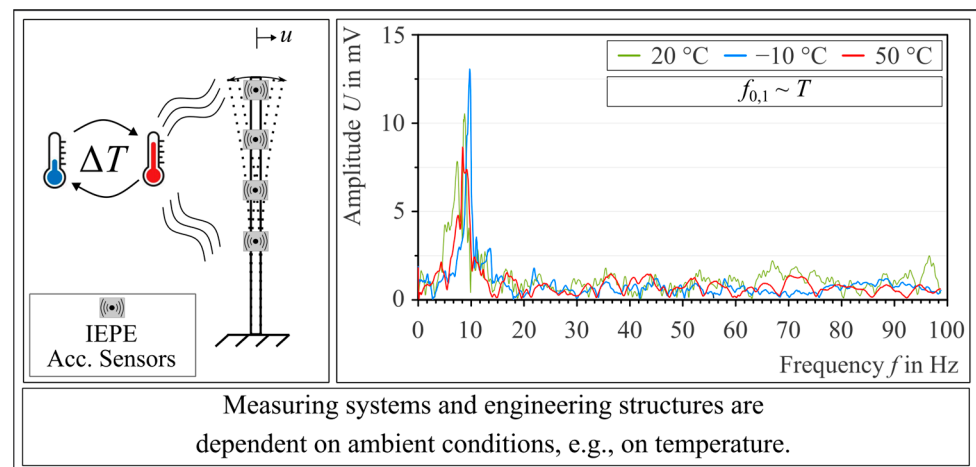 u
ΔT
IEPE
Acc. Sensors
Amplitude U in mV
15
10
5
0
20 °C
−10 °C
50 °C
f0,1 ~ T
0 10 20 30 40 50 60 70 80 90 100
Frequency f in Hz
Measuring systems and engineering structures are
dependent on ambient conditions, e.g., on temperature.